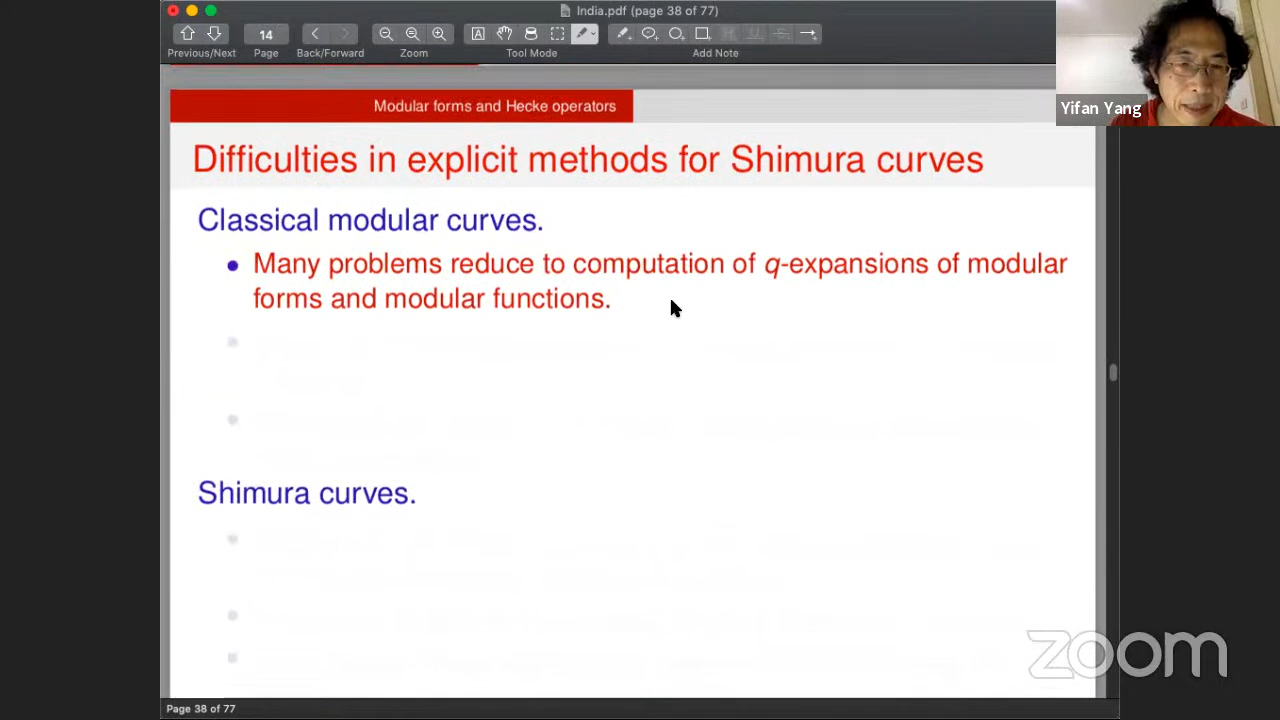 India.pdf (page 38 of 77)
14
Previous/Next
Page
Back/Forward
Zoom
Tool Mode
Add Note
Yifan Yang
Modular forms and Hecke operators
Difficulties in explicit methods for Shimura curves
Classical modular curves.
• Many problems reduce to computation of q-expansions of modular
forms and modular functions.
Shimura curves.
zoom
Page 38 of 77